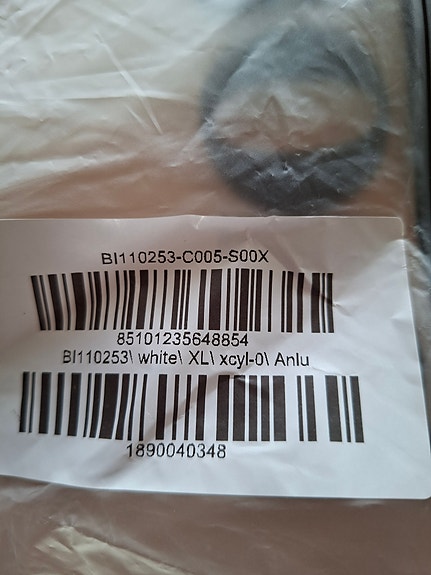 BI110253-C005-S00X
85101235648854
BI110253\ white\ XL\ xcyl-0\ Anlu
1890040348